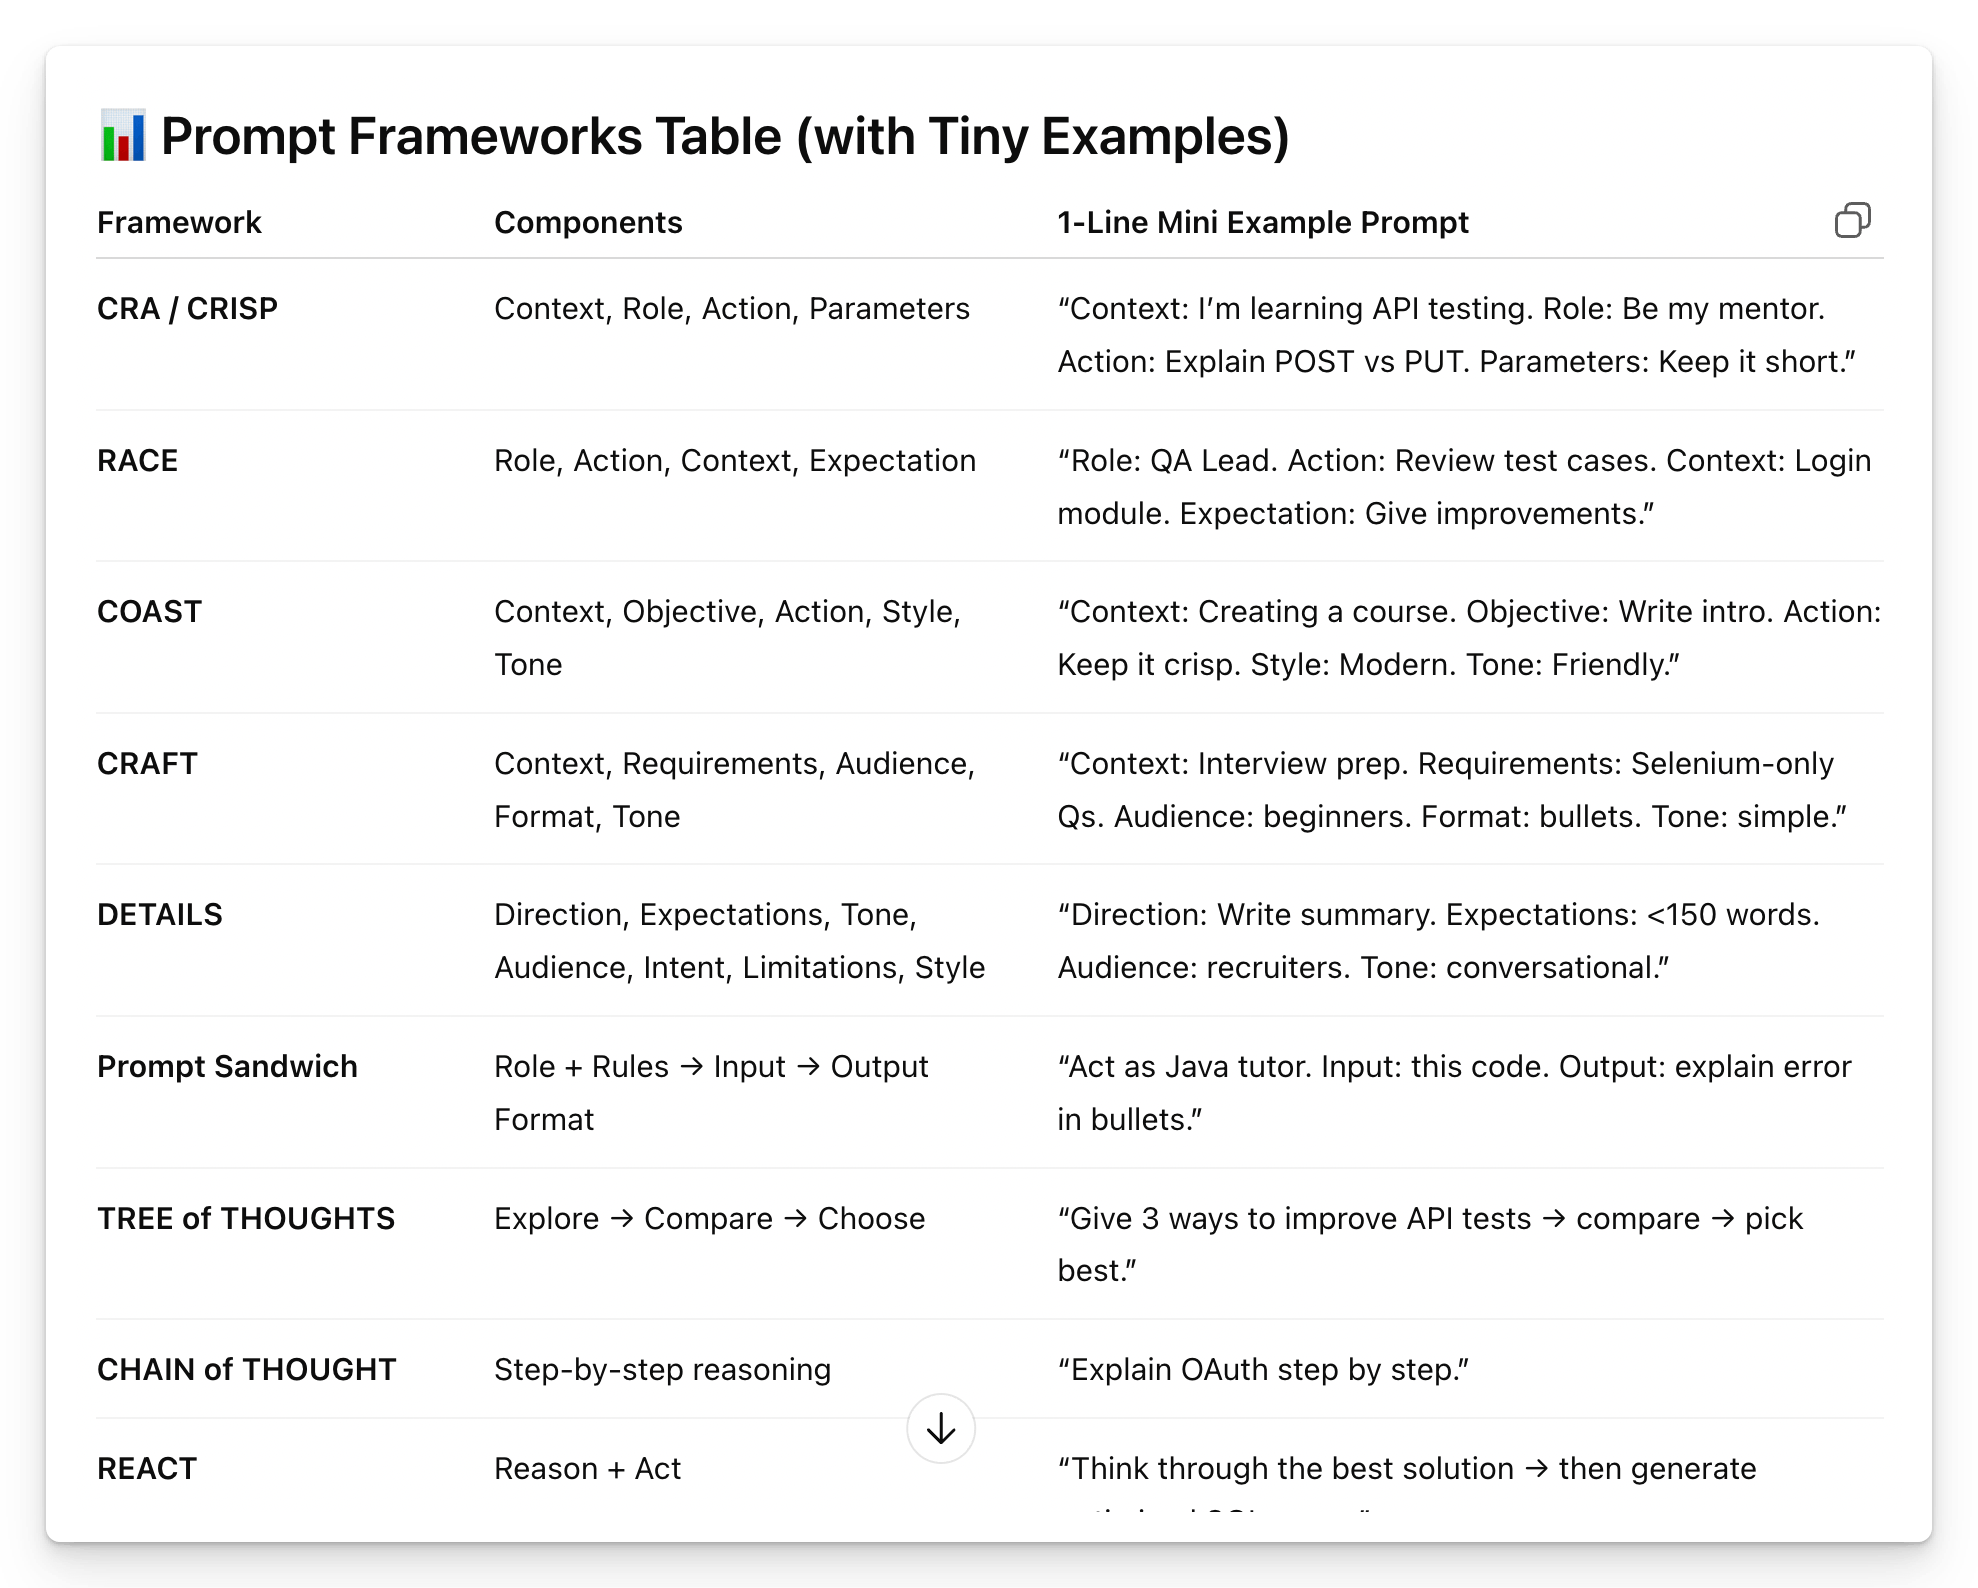 📊 Prompt Frameworks Table (with Tiny Examples)
Framework Components 1-Line Mini Example Prompt
CRA / CRISP Context, Role, Action, Parameters “Context: I’m learning API testing. Role: Be my mentor.
Action: Explain POST vs PUT. Parameters: Keep it short.”
RACE Role, Action, Context, Expectation “Role: QA Lead. Action: Review test cases. Context: Login
module. Expectation: Give improvements.”
COAST Context, Objective, Action, Style, “Context: Creating a course. Objective: Write intro. Action:
Tone Keep it crisp. Style: Modern. Tone: Friendly.”
CRAFT Context, Requirements, Audience, “Context: Interview prep. Requirements: Selenium-only
Format, Tone Qs. Audience: beginners. Format: bullets. Tone: simple.”
DETAILS Direction, Expectations, Tone, “Direction: Write summary. Expectations: <150 words.
Audience, Intent, Limitations, Style Audience: recruiters. Tone: conversational.”
Prompt Sandwich Role + Rules → Input → Output “Act as Java tutor. Input: this code. Output: explain error
Format in bullets.”
TREE of THOUGHTS Explore → Compare → Choose “Give 3 ways to improve API tests → compare → pick
best.”
CHAIN of THOUGHT Step-by-step reasoning “Explain OAuth step by step.”
REACT Reason + Act “Think through the best solution → then generate